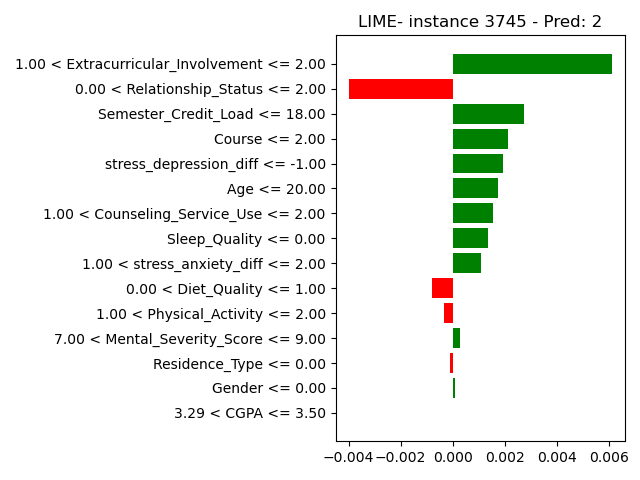 LIME- instance 3745 - Pred: 2
1.00 < Extracurricular_Involvement <= 2.00
0.00 < Relationship_Status <= 2.00
Semester_Credit_Load <= 18.00
Course <= 2.00
stress_depression_diff <= -1.00
Age <= 20.00
1.00 < Counseling_Service_Use <= 2.00
Sleep_Quality <= 0.00
1.00 < stress_anxiety_diff <= 2.00
0.00 < Diet_Quality <= 1.00
1.00 < Physical_Activity <= 2.00
7.00 < Mental_Severity_Score <= 9.00
Residence_Type <= 0.00
Gender <= 0.00
3.29 < CGPA <= 3.50
−0.004 −0.002 0.000 0.002 0.004 0.006